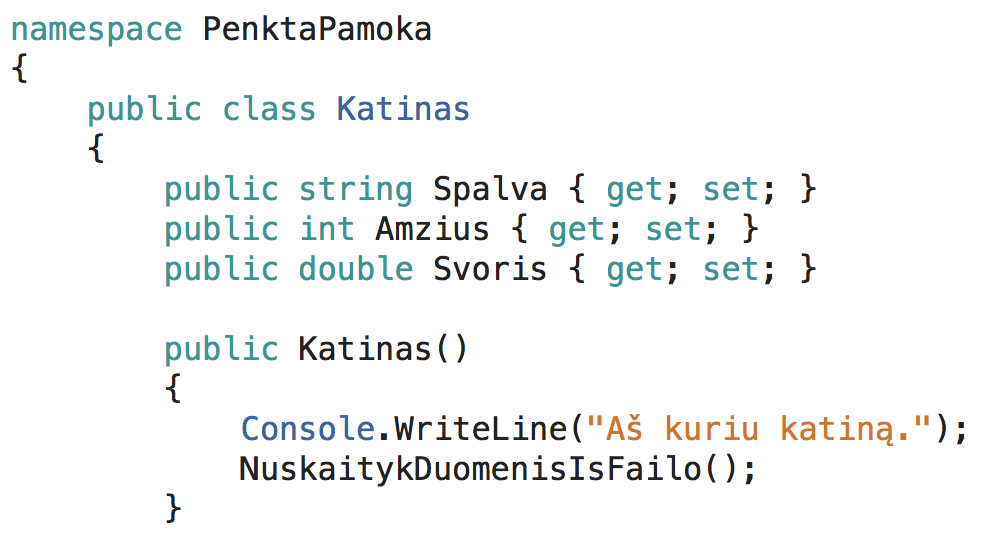 namespace PenktaPamoka
{
public class Katinas
{
public string Spalva { get; set; }
public int Amzius { get; set; }
public double Svoris { get; set; }
public Katinas()
{
Console.WriteLine("Aš kuriu katiną.");
NuskaitykDuomenisIsFailo();
}